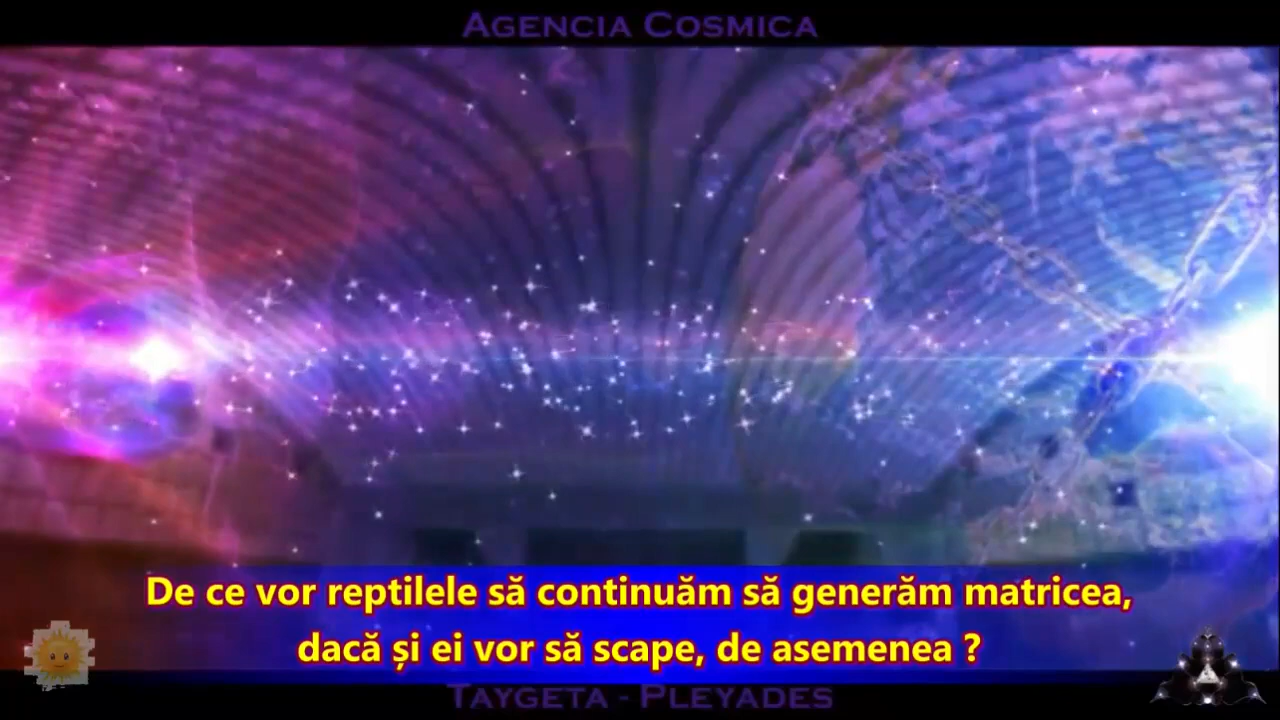 Agencia Cosmica
De ce vor reptilele să continuăm să generăm matricea,
dacă și ei vor să scape, de asemenea ?
Taygeta - Pleyades